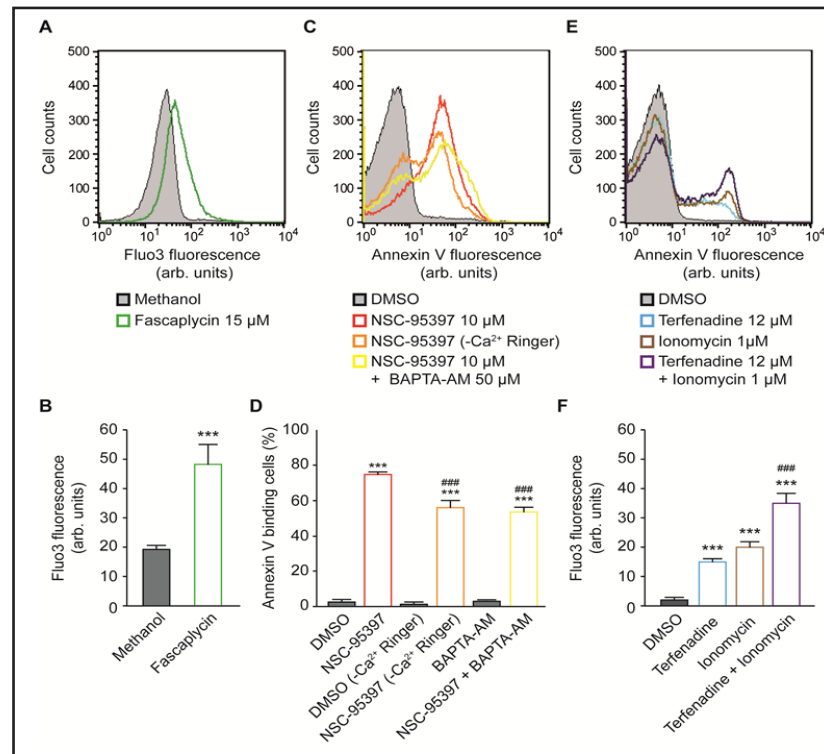 A
500
400
300
200
100
0
Cell counts
10⁰ 10¹ 10² 10³ 10⁴
Fluo3 fluorescence
(arb. units)
Methanol
Fascaplycin 15 µM
C
500
400
300
200
100
0
Cell counts
10⁰ 10¹ 10² 10³ 10⁴
Annexin V fluorescence
(arb. units)
DMSO
NSC-95397 10 µM
NSC-95397 (-Ca²⁺ Ringer)
NSC-95397 10 µM
+ BAPTA-AM 50 µM
E
500
400
300
200
100
0
Cell counts
10⁰ 10¹ 10² 10³ 10⁴
Annexin V fluorescence
(arb. units)
DMSO
Terfenadine 12 µM
Ionomycin 1µM
Terfenadine 12 µM
+ Ionomycin 1 µM
B
60
50
40
30
20
10
0
Fluo3 fluorescence
(arb. units)
***
Methanol
Fascaplycin
D
100
80
60
40
20
0
Annexin V binding cells (%)
***
###
***
###
***
DMSO
NSC-95397
DMSO (-Ca²⁺ Ringer)
NSC-95397 (-Ca²⁺ Ringer)
BAPTA-AM
NSC-95397 + BAPTA-AM
F
60
50
40
30
20
10
0
Fluo3 fluorescence
(arb. units)
***
***
###
***
DMSO
Terfenadine
Ionomycin
Terfenadine + Ionomycin